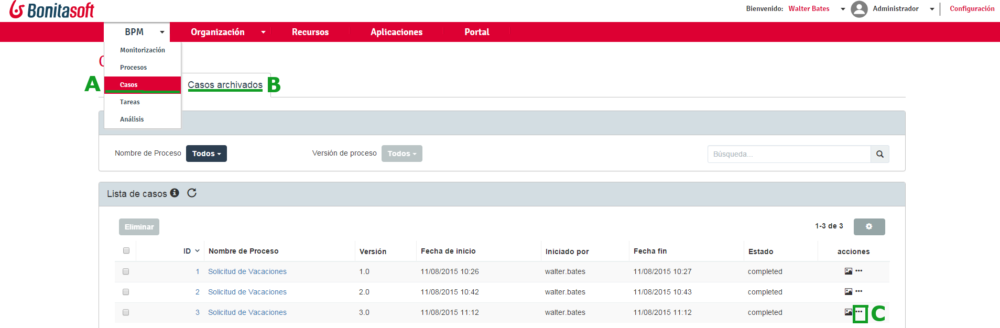 Bonitasoft
Bienvenido: Walter Bates Administrador Configuración
BPM Organización Recursos Aplicaciones Portal
Monitorización
C
Procesos
A Casos Casos archivados B
Tareas
Análisis
Nombre de Proceso Todos Versión de proceso Todos Búsqueda...
Lista de casos
Eliminar 1-3 de 3
ID Nombre de Proceso Versión Fecha de inicio Iniciado por Fecha fin Estado acciones
1 Solicitud de Vacaciones 1.0 11/08/2015 10:26 walter.bates 11/08/2015 10:27 completed ...
2 Solicitud de Vacaciones 2.0 11/08/2015 10:42 walter.bates 11/08/2015 10:43 completed ...
3 Solicitud de Vacaciones 3.0 11/08/2015 11:12 walter.bates 11/08/2015 11:12 completed ... C